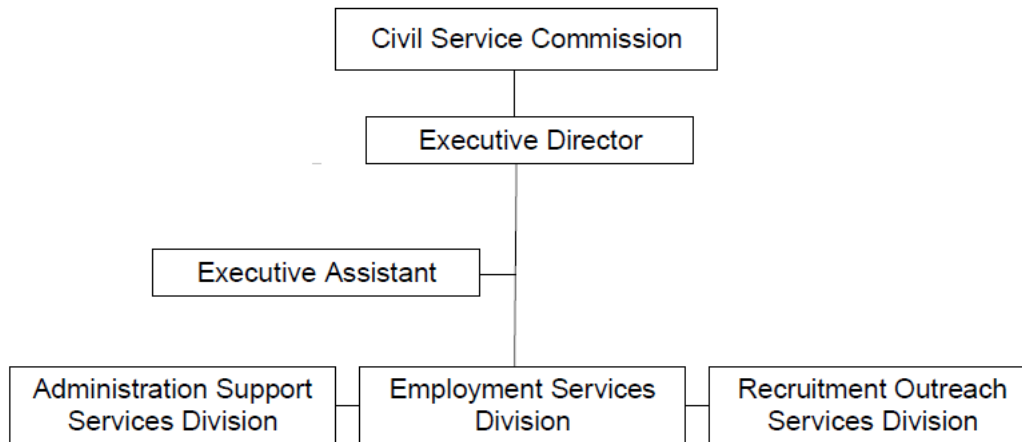 Civil Service Commission
Executive Director
Executive Assistant
Administration Support
Services Division
Employment Services
Division
Recruitment Outreach
Services Division